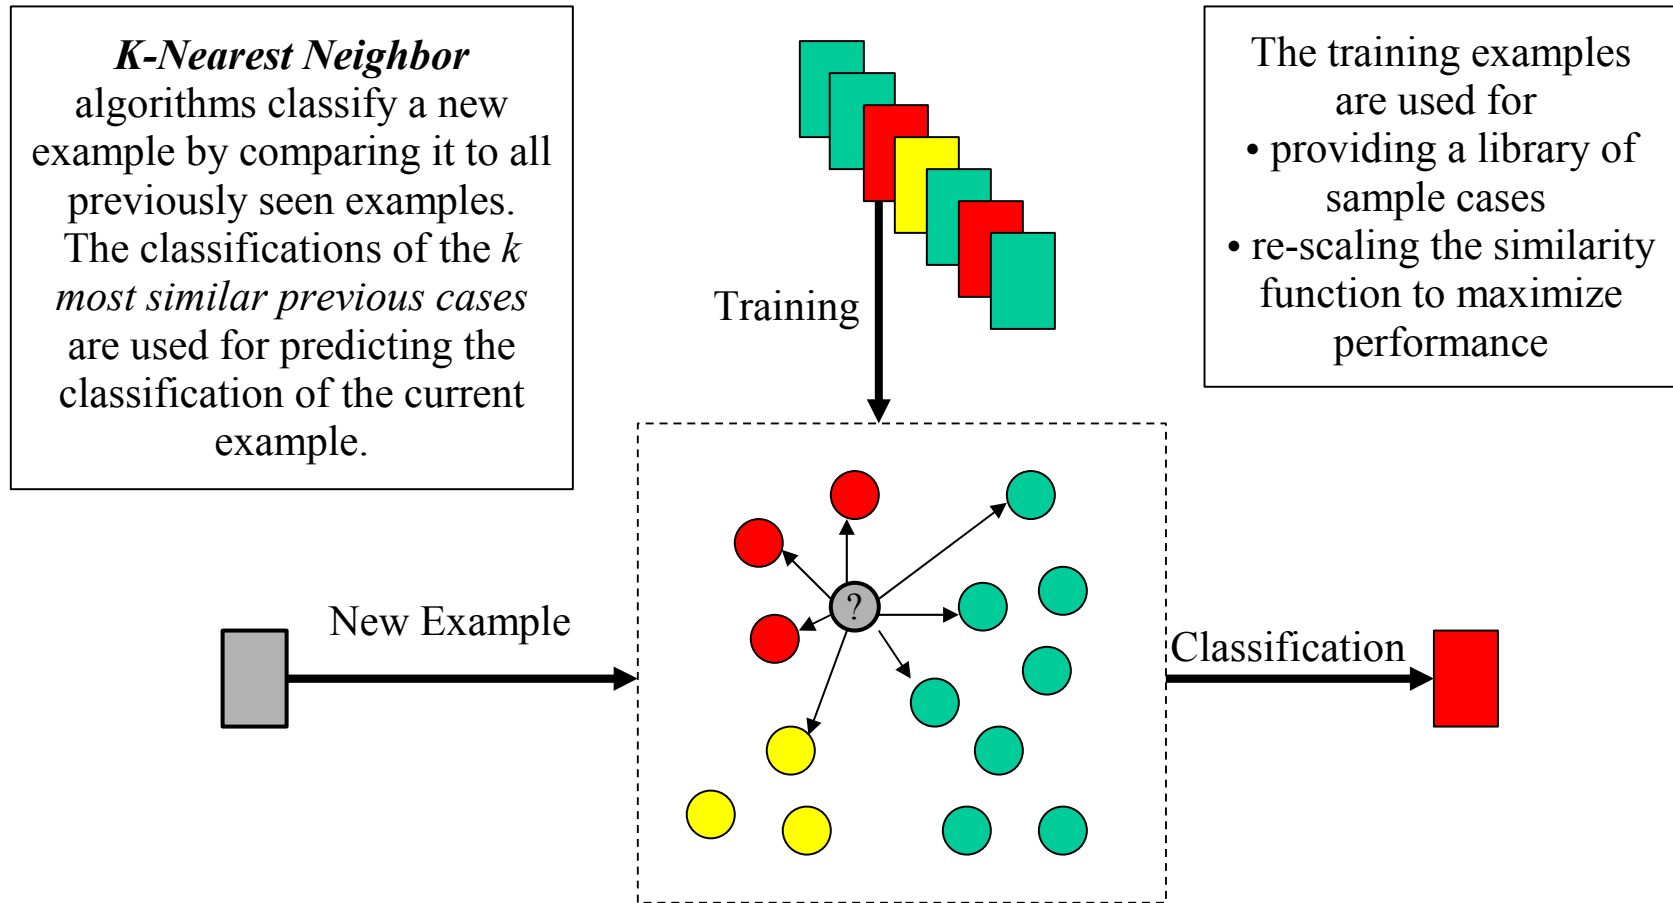 K-Nearest Neighbor
algorithms classify a new
example by comparing it to all
previously seen examples.
The classifications of the k
most similar previous cases
are used for predicting the
classification of the current
example.
Training
The training examples
are used for
• providing a library of
sample cases
• re-scaling the similarity
function to maximize
performance
New Example
?
Classification